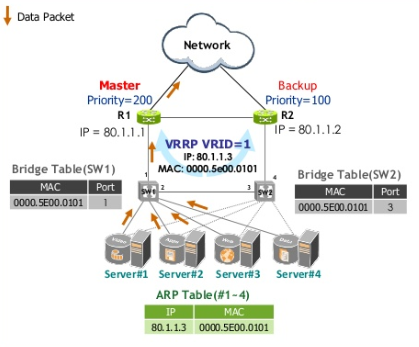 Data Packet
Network
Master
Priority=200
Backup
Priority=100
R1
R2
IP = 80.1.1.1
IP = 80.1.1.2
VRRP VRID=1
IP: 80.1.1.3
MAC: 0000.5e00.0101
Bridge Table(SW1)
MAC Port
0000.5E00.0101 1
Bridge Table(SW2)
MAC Port
0000.5E00.0101 3
1
4
SW1
2
3
SW2
Video
Web
Data
Server#1
Server#2
Server#3
Server#4
ARP Table(#1~4)
IP MAC
80.1.1.3 0000.5E00.0101